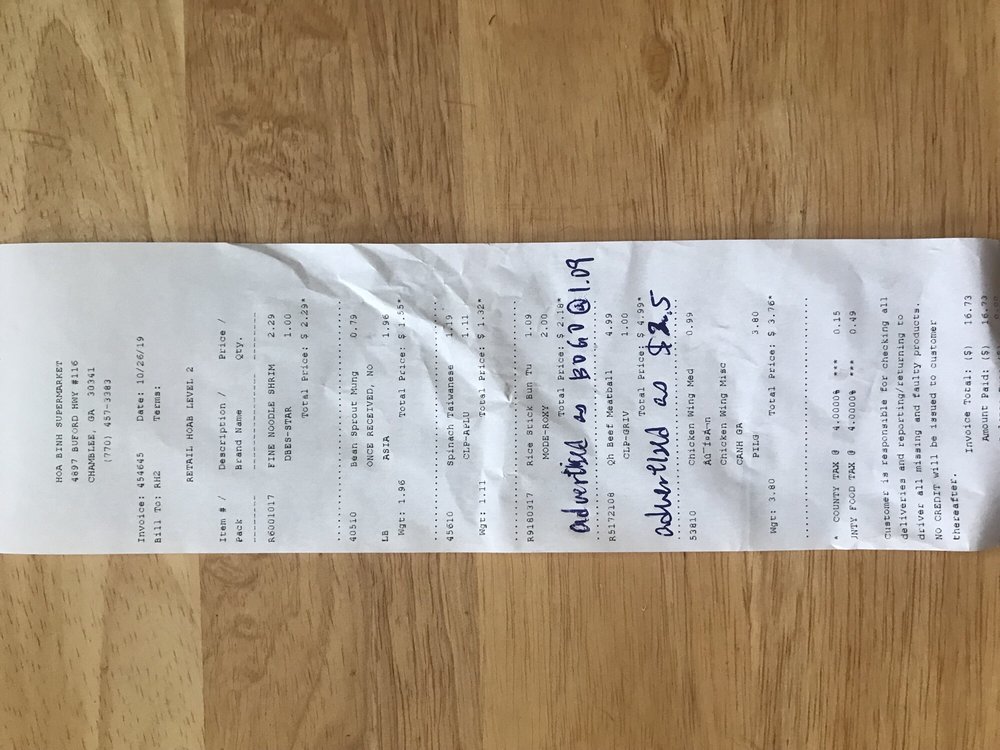 HOA BINH SUPERMARKET
4897 BUFORD HWY #116
CHAMBLEE, GA 30341
(770) 457-3383
Invoice: 454645 Date: 10/26/19
Bill To: RH2 Terms:
RETAIL HOAB LEVEL 2
Item # / Description / Price /
Pack Brand Name Qty.
R6001017 FINE NOODLE SHRIM 2.29
DBES-STAR 1.00
Total Price: $ 2.29*
40510 Bean Sprout Mung 0.79
ONCE RECEIVED, NO
LB ASIA 1.96
Wgt: 1.96 Total Price: $ 1.55*
45610 Spinach Taiwanese 1.19
CLP-APLU 1.11
Wgt: 1.11 Total Price: $ 1.32*
R9180317 Rice Stick Bun Tu 1.09
MODE-ROXY 2.00
Total Price: $ 2.18*
advertised as BOGO @ 1.09
R5172108 Qh Beef Meatball 4.99
CLP-GRIV 1.00
Total Price: $ 4.99*
advertised as $2.5
53810 Chicken Wing Med 0.99
Chicken Wing Misc
CANH GA
PILG 3.80
Wgt: 3.80 Total Price: $ 3.76*
* COUNTY TAX @ 4.0000% *** 0.15
UNTY FOOD TAX @ 4.0000% *** 0.49
Customer is responsible for checking all
deliveries and reporting/returning to
driver all missing and faulty products.
NO CREDIT will be issued to customer
thereafter.
Invoice Total: ($) 16.73
Amount Paid: ($) 16.73